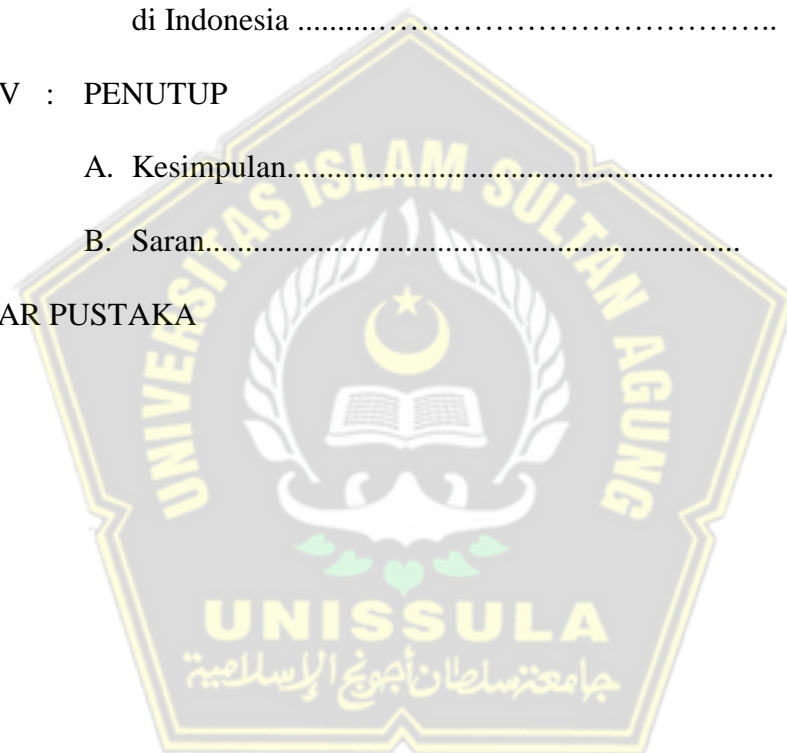 di Indonesia ..........……………………………………..
V : PENUTUP
A. Kesimpulan............................................................
B. Saran..................................................................
AR PUSTAKA
UNIVERSITAS ISLAM SULTAN AGUNG
UNISSULA
جامعة سلطان أجونج الإسلامية